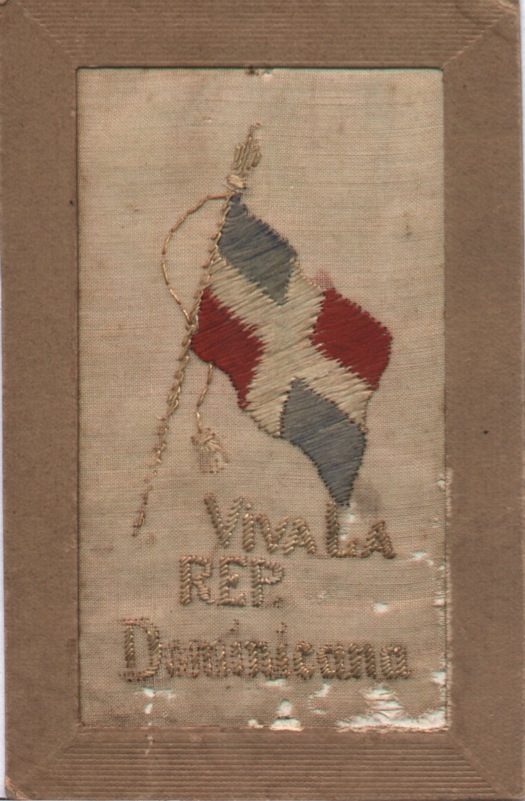 Viva La
REP.
Dominicana